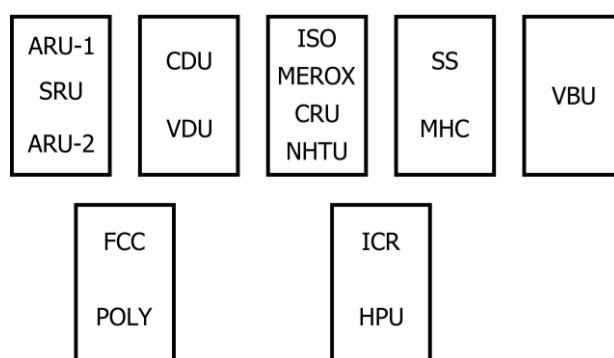 ARU-1
SRU
ARU-2
CDU
VDU
ISO
MEROX
CRU
NHTU
SS
MHC
VBU
FCC
POLY
ICR
HPU